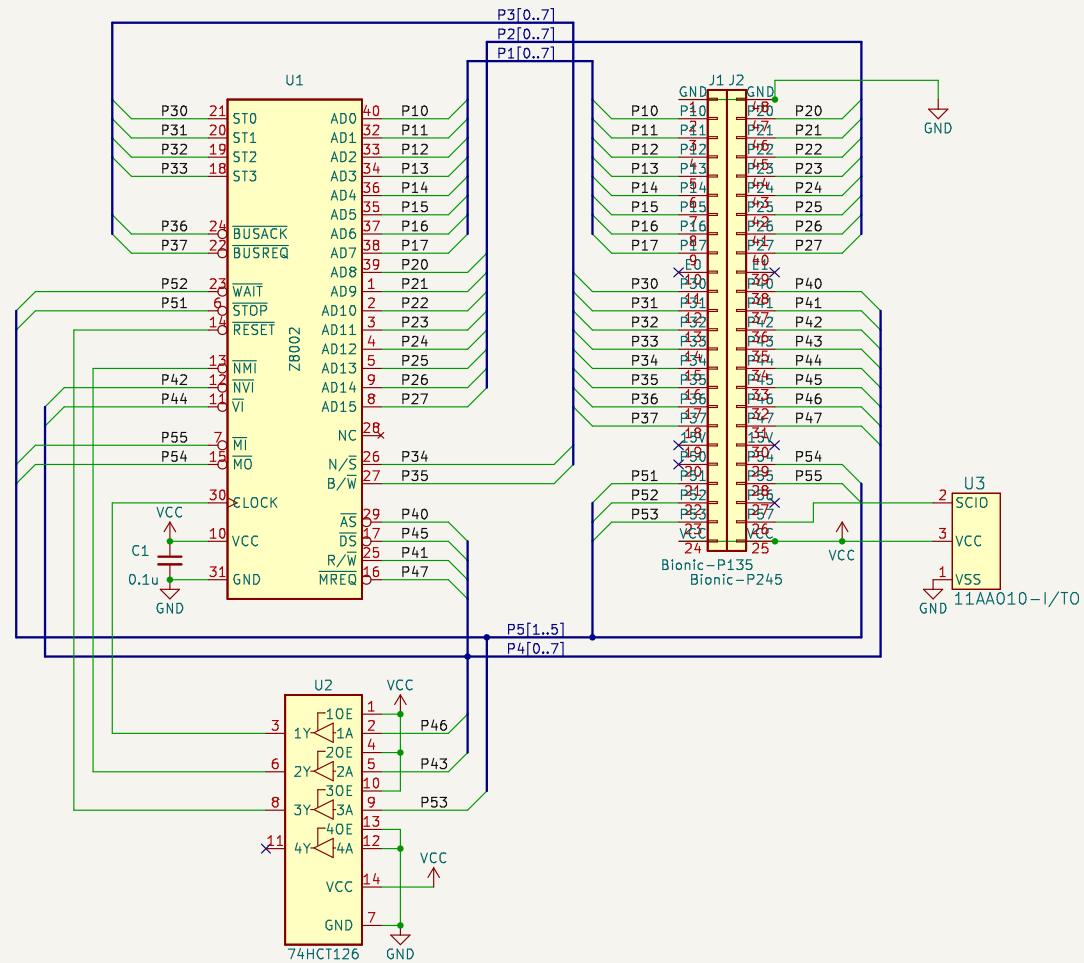 P3[0..7]
P2[0..7]
P1[0..7]
U1
J1 J2
GND GND
GND
P30 21 ST0 AD0 40 P10
P31 20 ST1 AD1 32 P11
P32 19 ST2 AD2 33 P12
P33 18 ST3 AD3 34 P13
AD4 36 P14
AD5 35 P15
P36 24 BUSACK AD6 37 P16
P37 22 BUSREQ AD7 38 P17
AD8 39 P20
P52 23 WAIT AD9 1 P21
P51 6 STOP AD10 2 P22
14 RESET AD11 3 P23
AD12 4 P24
13 NMI AD13 5 P25
P42 12 NVI AD14 9 P26
P44 11 VI AD15 8 P27
Z8002
NC 28
P55 7 MI
P54 15 MO N/S 26 P34
B/W 27 P35
30 CLOCK
AS 29 P40
VCC 10 VCC DS 17 P45
C1 R/W 25 P41
0.1u 31 GND MREQ 16 P47
GND
P10 P20
P11 P21
P12 P22
P13 P23
P14 P24
P15 P25
P16 P26
P17 P27
P30 P40
P31 P41
P32 P42
P33 P43
P34 P44
P35 P45
P36 P46
P37 P47
P54
P51 P55
P52
P53
VCC VCC
24 25
Bionic-P135
Bionic-P245
VCC
U3
2 SCIO
3 VCC
1 VSS
GND
11AA010-I/TO
P5[1..5]
P4[0..7]
U2
VCC
1OE 1
3 1Y 1A 2 P46
2OE 4
6 2Y 2A 5 P43
3OE 10
8 3Y 3A 9 P53
4OE 13
11 4Y 4A 12
VCC
VCC 14
GND 7
74HCT126
GND